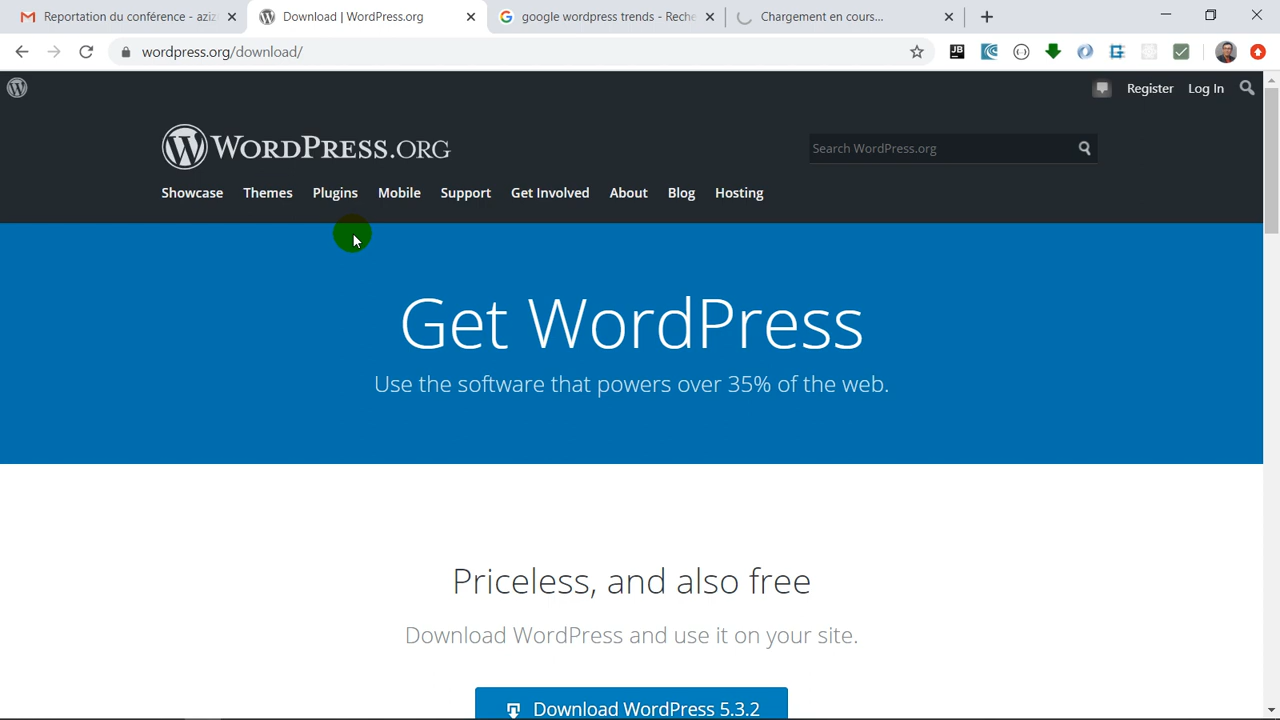 Reportation du conférence - aziz
Download | WordPress.org
google wordpress trends - Reche
Chargement en cours...
wordpress.org/download/
JB
Register
Log In
WORDPRESS.ORG
Search WordPress.org
Showcase
Themes
Plugins
Mobile
Support
Get Involved
About
Blog
Hosting
Get WordPress
Use the software that powers over 35% of the web.
Priceless, and also free
Download WordPress and use it on your site.
Download WordPress 5.3.2